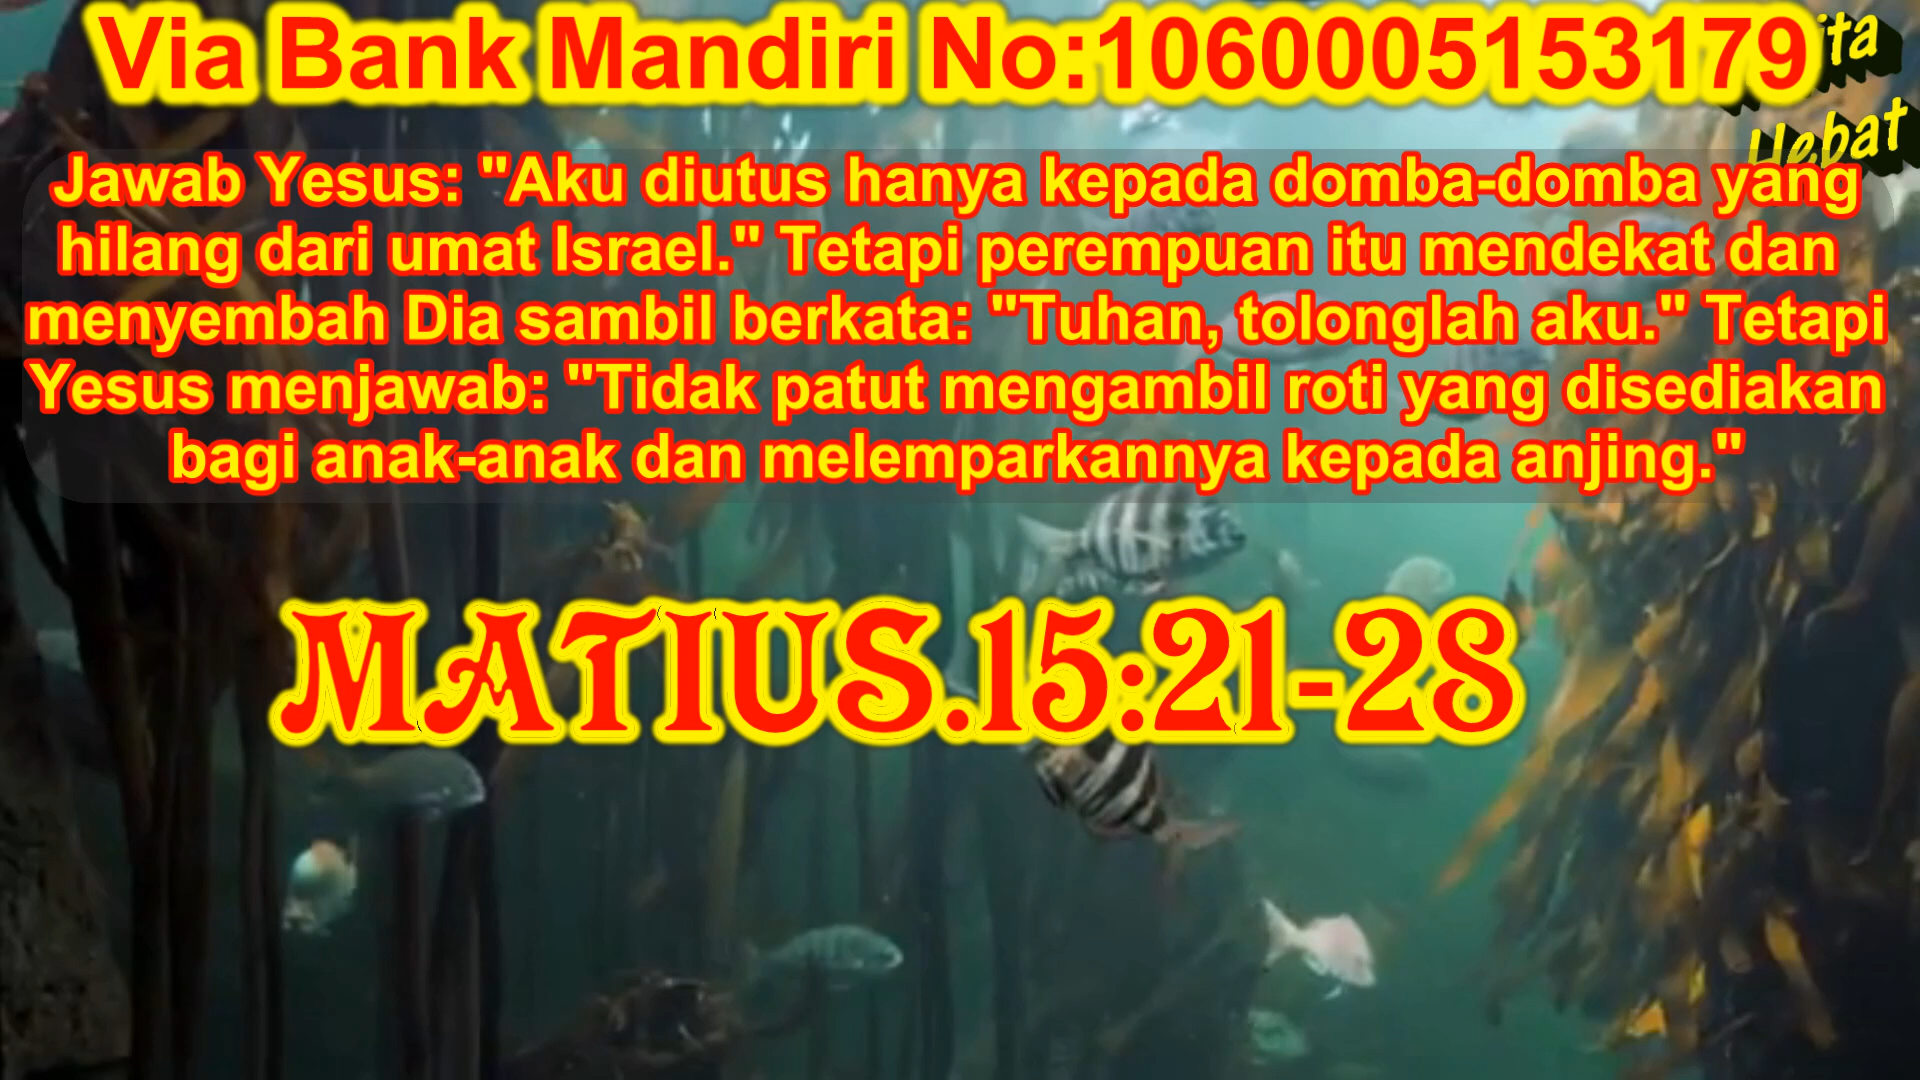 Via Bank Mandiri No:1060005153179
Hebat
Jawab Yesus: "Aku diutus hanya kepada domba-domba yang
hilang dari umat Israel." Tetapi perempuan itu mendekat dan
menyembah Dia sambil berkata: "Tuhan, tolonglah aku." Tetapi
Yesus menjawab: "Tidak patut mengambil roti yang disediakan
bagi anak-anak dan melemparkannya kepada anjing."
MATIUS.15:21-28